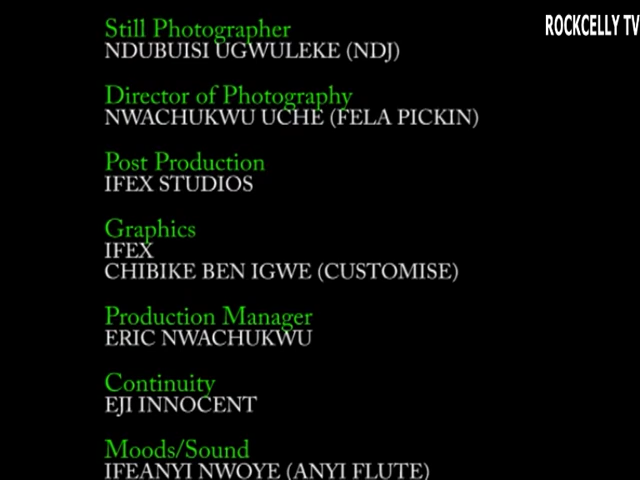 ROCKCELLY TV
Still Photographer
NDUBUISI UGWULEKE (NDJ)
Director of Photography
NWACHUKWU UCHE (FELA PICKIN)
Post Production
IFEX STUDIOS
Graphics
IFEX
CHIBIKE BEN IGWE (CUSTOMISE)
Production Manager
ERIC NWACHUKWU
Continuity
EJI INNOCENT
Moods/Sound
IFEANYI NWOYE (ANYI FLUTE)